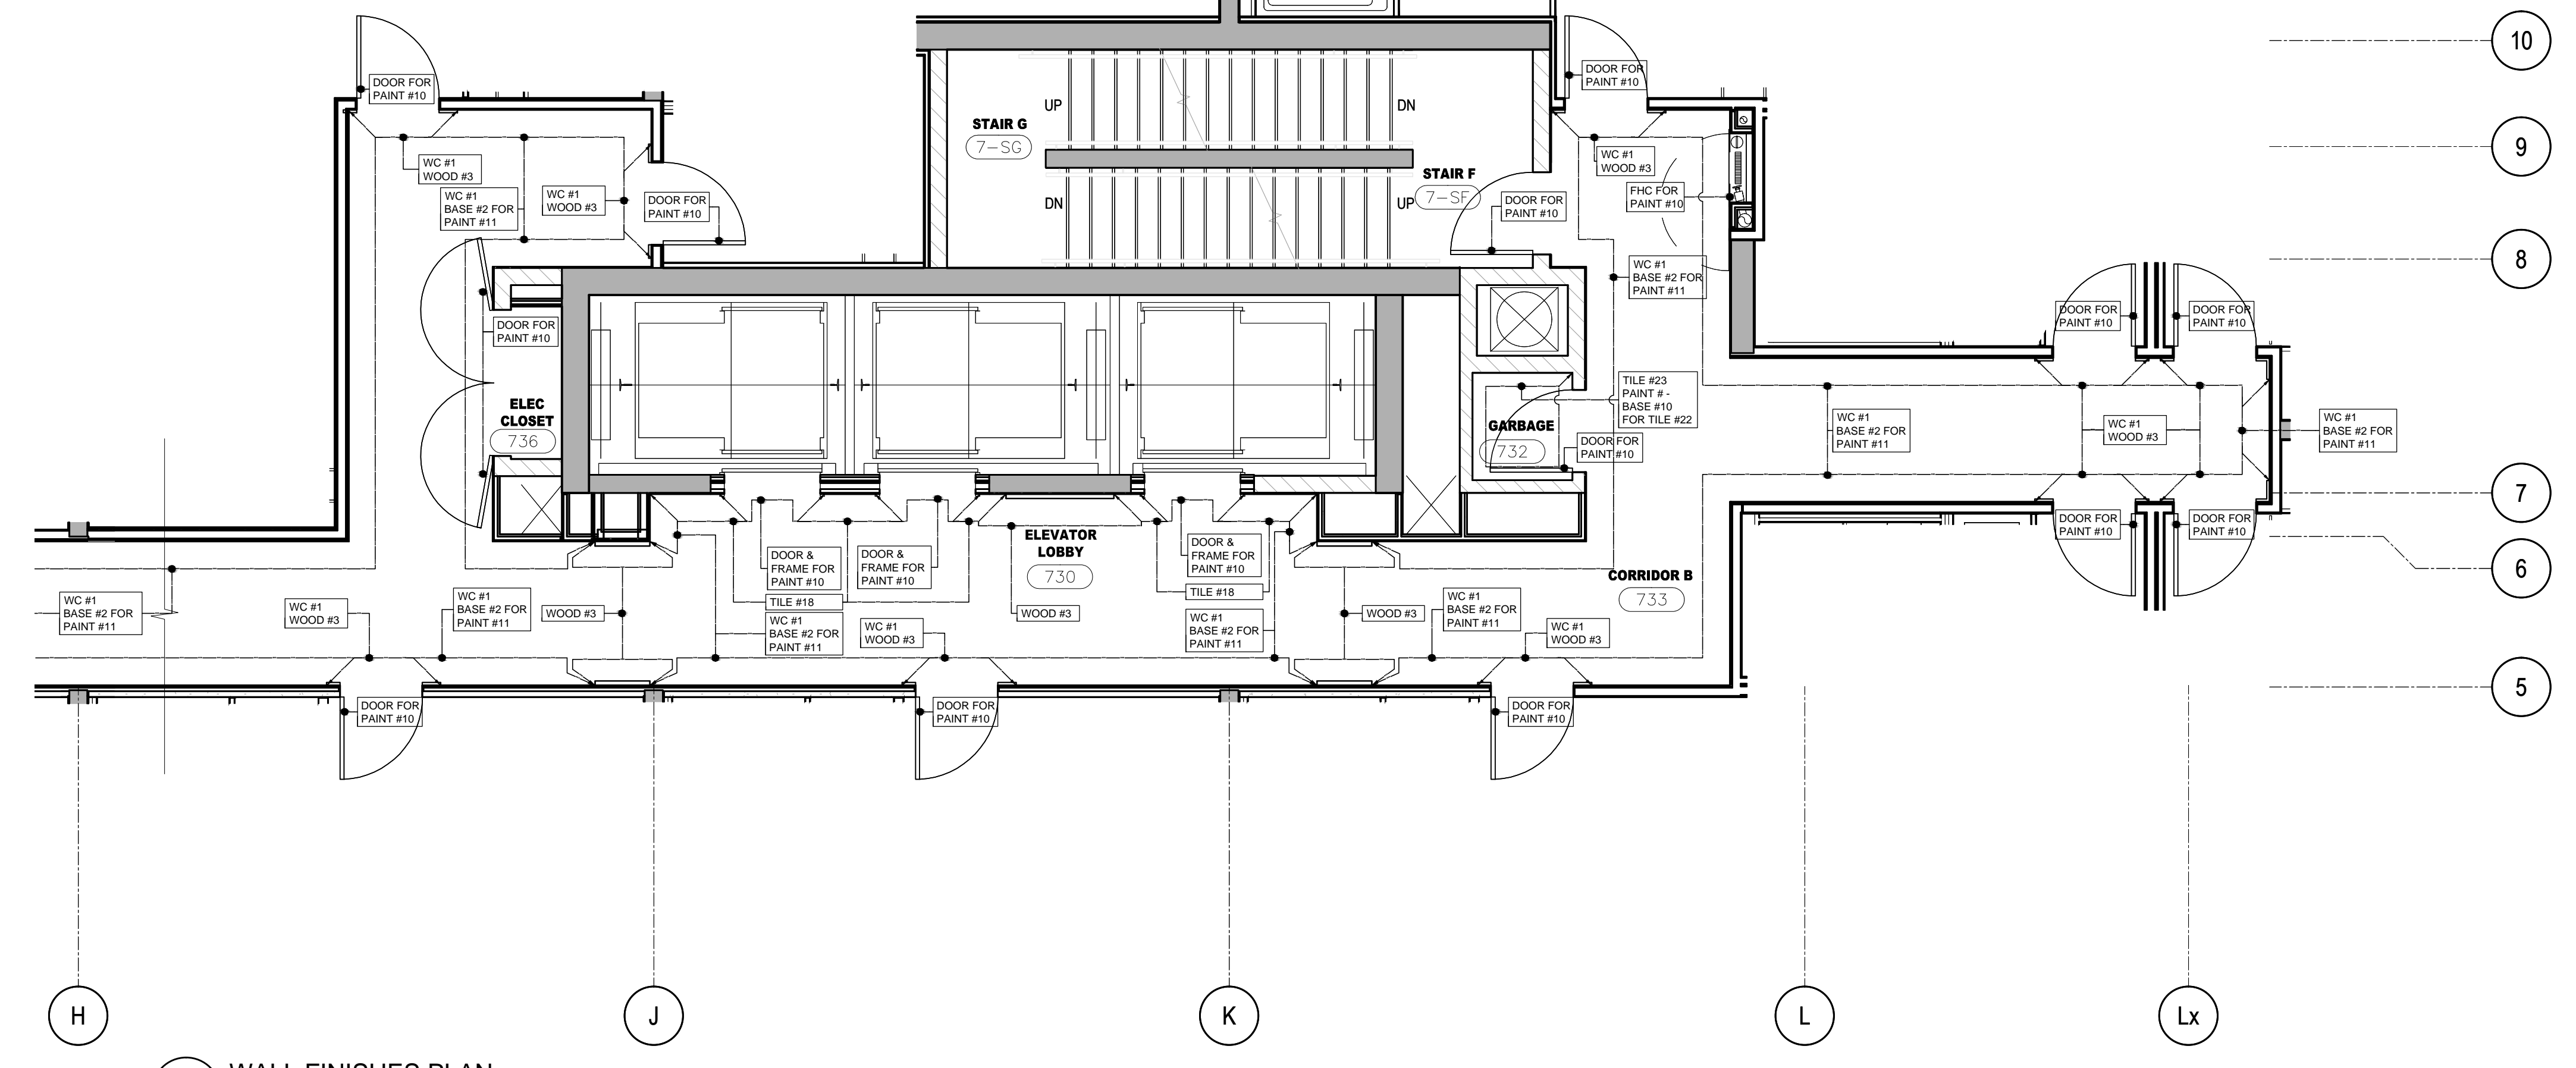 DOOR FOR
PAINT #10
WC #1
WOOD #3
WC #1
BASE #2 FOR
PAINT #11
WC #1
WOOD #3
DOOR FOR
PAINT #10
DOOR FOR
PAINT #10
ELEC
CLOSET
736
STAIR G
7-SG
UP
DN
DN
UP
STAIR F
7-SF
DOOR FOR
PAINT #10
DOOR FOR
PAINT #10
WC #1
WOOD #3
FHC FOR
PAINT #10
WC #1
BASE #2 FOR
PAINT #11
TILE #23
PAINT # -
BASE #10
FOR TILE #22
GARBAGE
732
DOOR FOR
PAINT #10
DOOR FOR
PAINT #10
DOOR FOR
PAINT #10
WC #1
BASE #2 FOR
PAINT #11
WC #1
WOOD #3
WC #1
BASE #2 FOR
PAINT #11
DOOR FOR
PAINT #10
DOOR FOR
PAINT #10
WC #1
BASE #2 FOR
PAINT #11
WC #1
WOOD #3
WC #1
BASE #2 FOR
PAINT #11
WOOD #3
DOOR &
FRAME FOR
PAINT #10
DOOR &
FRAME FOR
PAINT #10
TILE #18
WC #1
BASE #2 FOR
PAINT #11
WC #1
WOOD #3
ELEVATOR
LOBBY
730
WOOD #3
DOOR &
FRAME FOR
PAINT #10
TILE #18
WC #1
BASE #2 FOR
PAINT #11
WOOD #3
WC #1
BASE #2 FOR
PAINT #11
WC #1
WOOD #3
CORRIDOR B
733
DOOR FOR
PAINT #10
DOOR FOR
PAINT #10
DOOR FOR
PAINT #10
10
9
8
7
6
5
H
J
K
L
Lx
WALL FINISHES PLAN